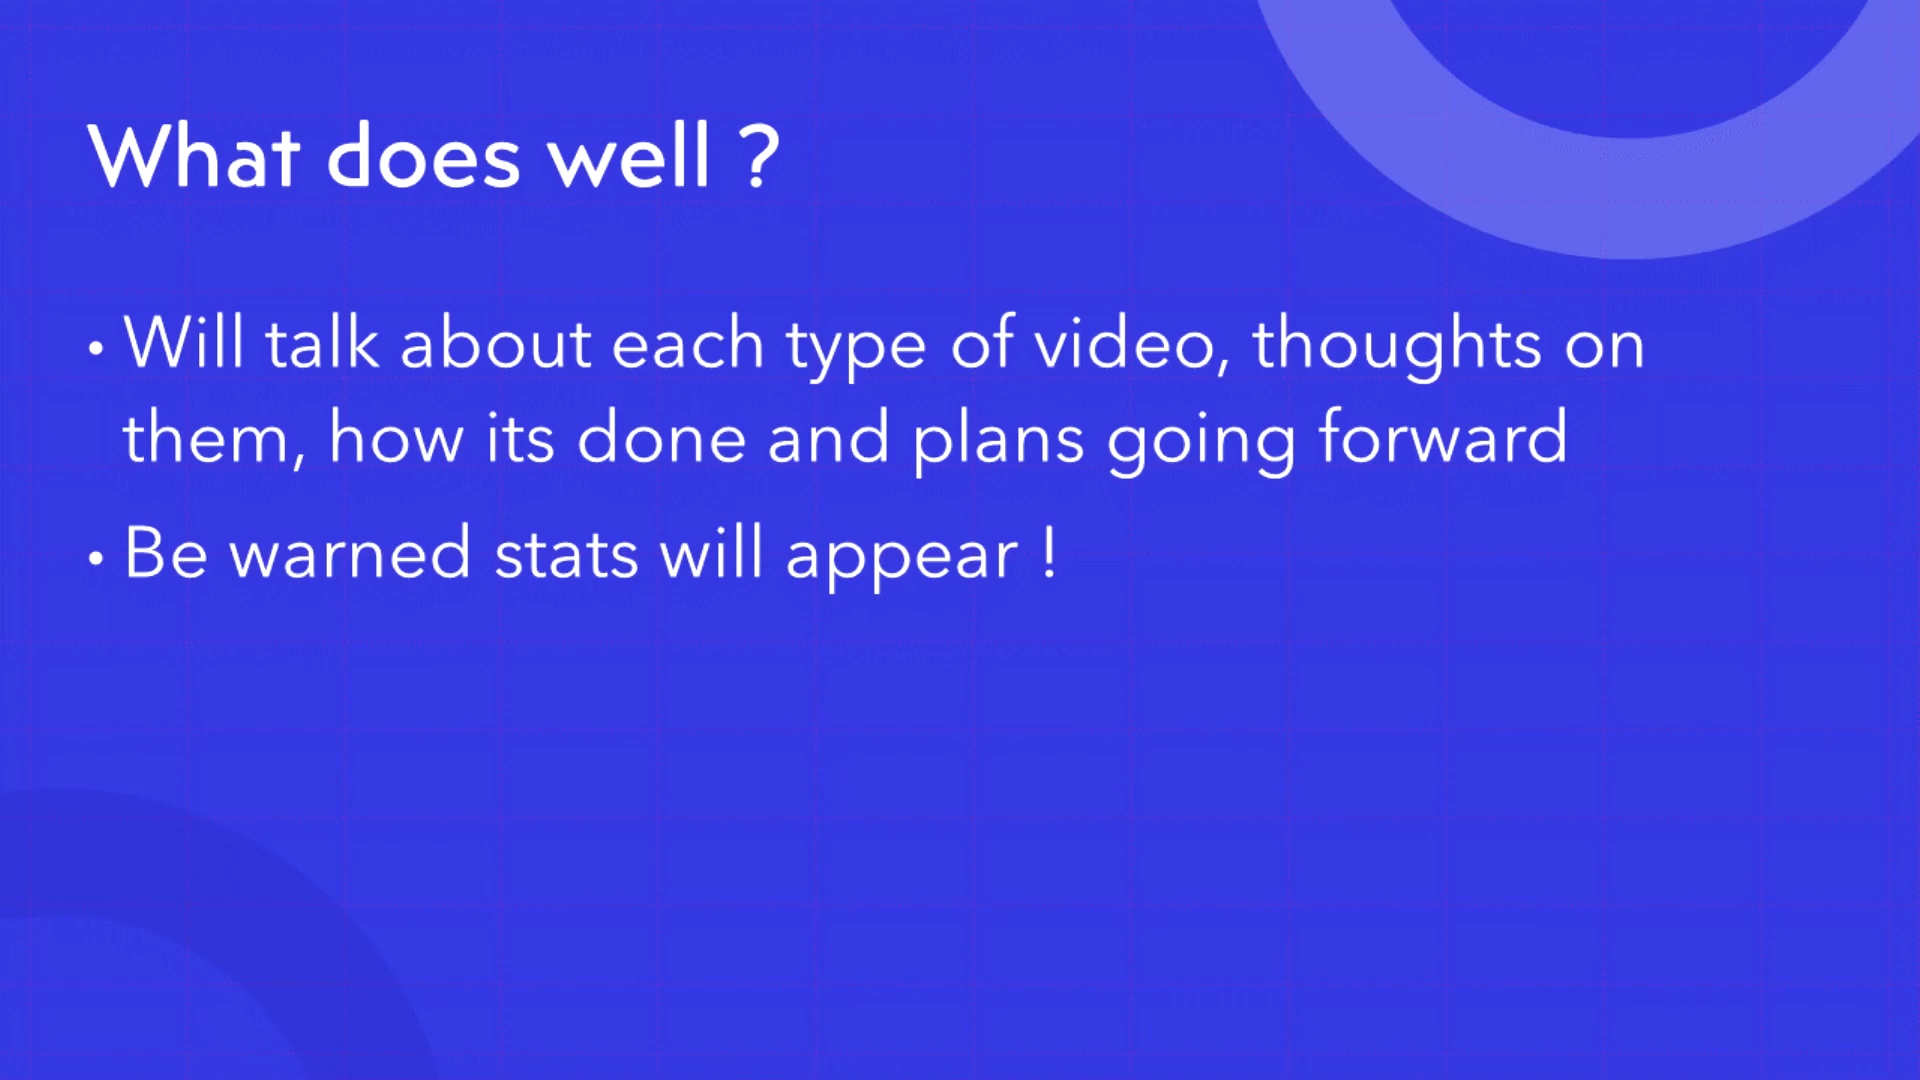 What does well ?
• Will talk about each type of video, thoughts on
them, how its done and plans going forward
• Be warned stats will appear !